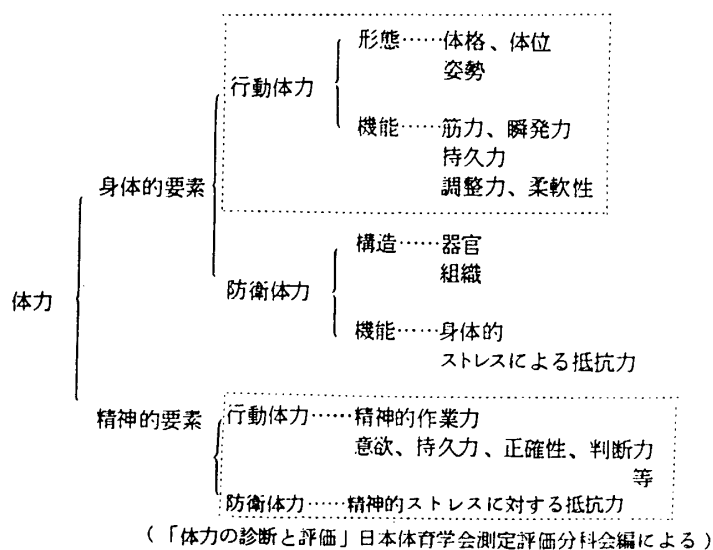 形態……体格、体位
姿勢
行動体力
機能……筋力、瞬発力
持久力
調整力、柔軟性
身体的要素
構造……器官
組織
防衛体力
機能……身体的
ストレスによる抵抗力
体力
精神的要素
行動体力……精神的作業力
意欲、持久力、正確性、判断力
等
防衛体力……精神的ストレスに対する抵抗力
(「体力の診断と評価」日本体育学会測定評価分科会編による)